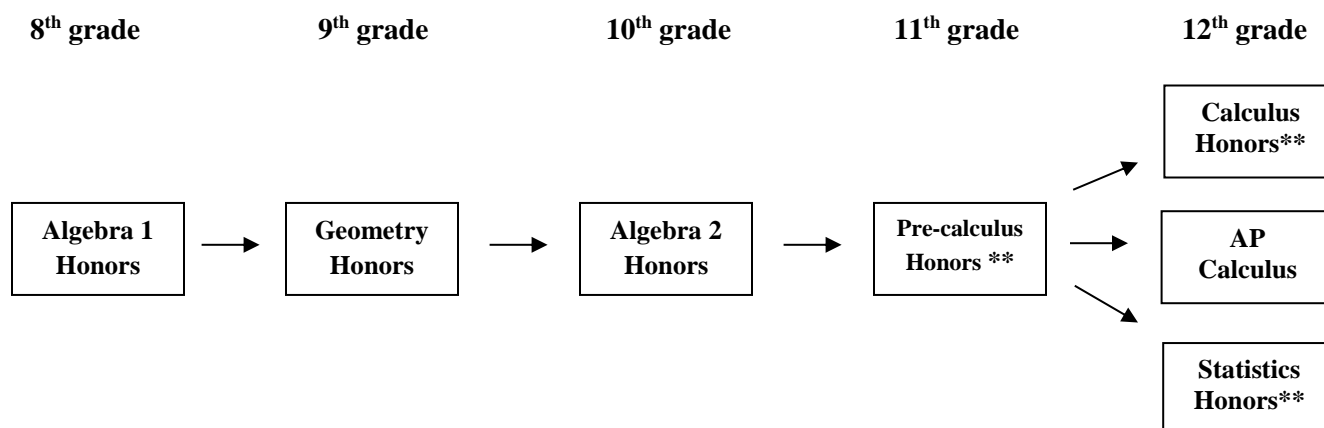 8th grade
9th grade
10th grade
11th grade
12th grade
Algebra 1
Honors
Geometry
Honors
Algebra 2
Honors
Pre-calculus
Honors **
Calculus
Honors**
AP
Calculus
Statistics
Honors**